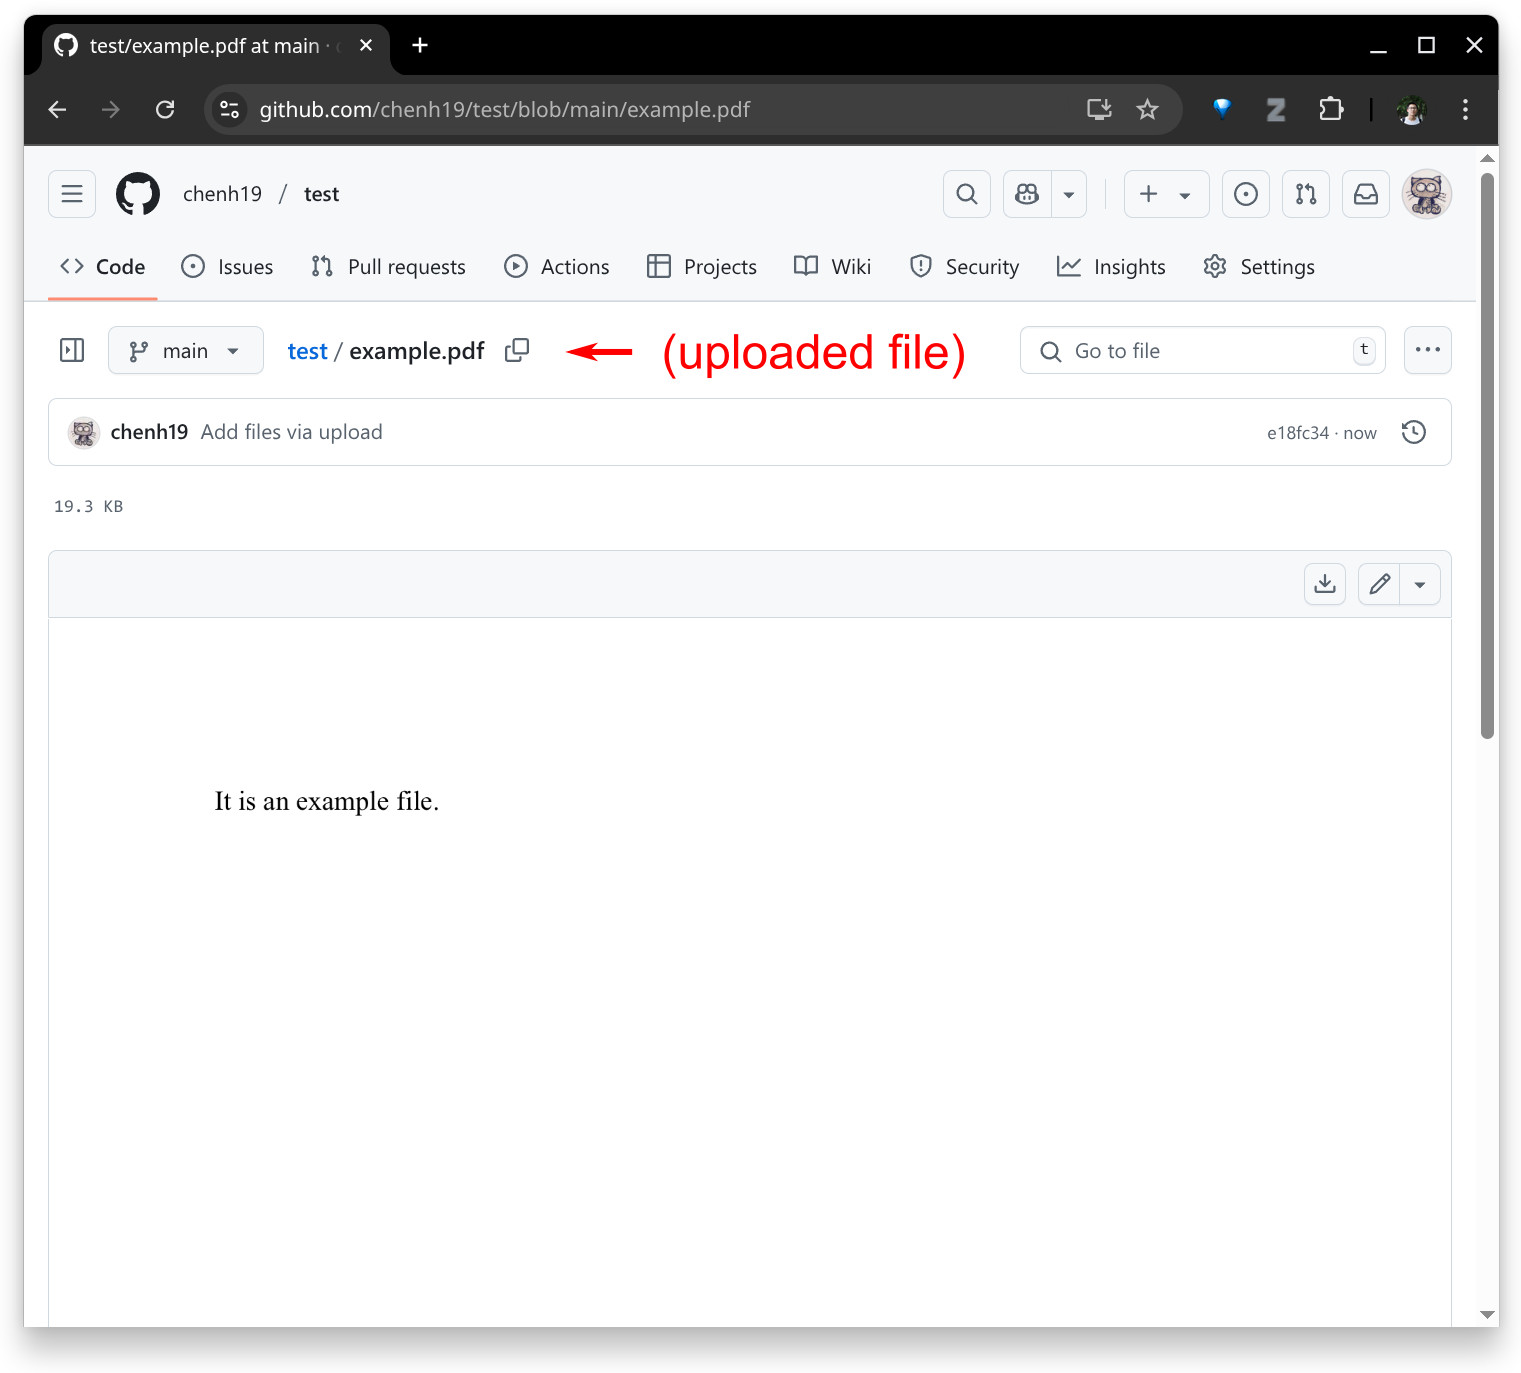 test/example.pdf at main ·
github.com/chenh19/test/blob/main/example.pdf
chenh19 / test
Code Issues Pull requests Actions Projects Wiki Security Insights Settings
main test / example.pdf (uploaded file) Go to file t
chenh19 Add files via upload e18fc34 · now
19.3 KB
It is an example file.